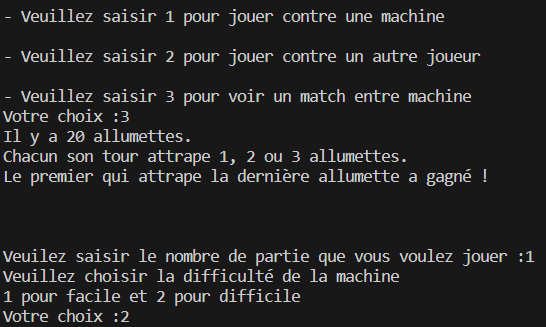 - Veuillez saisir 1 pour jouer contre une machine
- Veuillez saisir 2 pour jouer contre un autre joueur
- Veuillez saisir 3 pour voir un match entre machine
Votre choix :3
Il y a 20 allumettes.
Chacun son tour attrape 1, 2 ou 3 allumettes.
Le premier qui attrape la dernière allumette a gagné !
Veuilez saisir le nombre de partie que vous voulez jouer :1
Veuillez choisir la difficulté de la machine
1 pour facile et 2 pour difficile
Votre choix :2